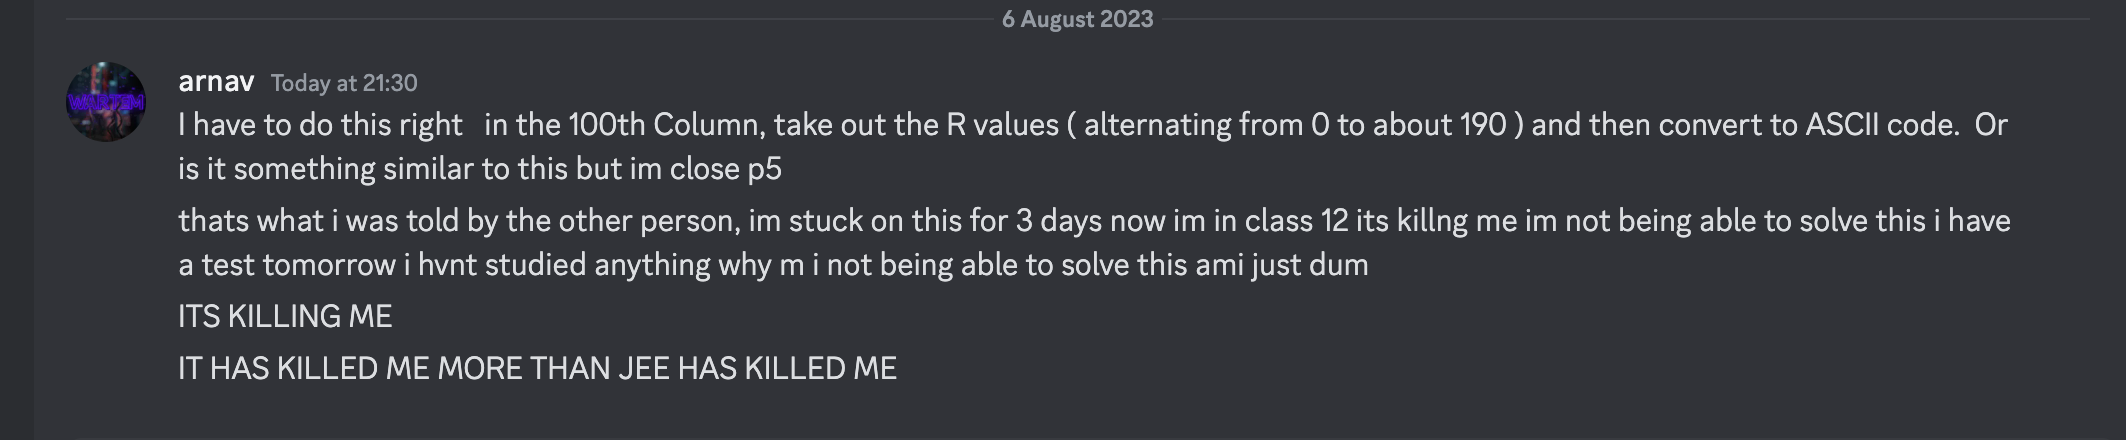 6 August 2023
arnav Today at 21:30
I have to do this right   in the 100th Column, take out the R values ( alternating from 0 to about 190 ) and then convert to ASCII code.  Or
is it something similar to this but im close p5
thats what i was told by the other person, im stuck on this for 3 days now im in class 12 its killng me im not being able to solve this i have
a test tomorrow i hvnt studied anything why m i not being able to solve this ami just dum
ITS KILLING ME
IT HAS KILLED ME MORE THAN JEE HAS KILLED ME